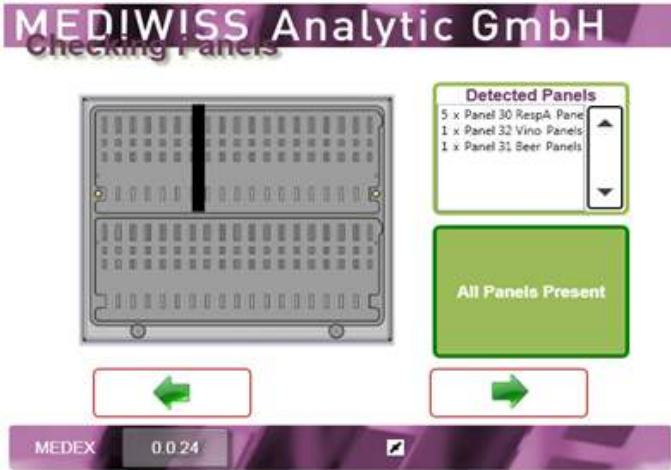 MEDIWISS Analytic GmbH
Checking Panels
Detected Panels
5 x Panel 30 RespA Pane
1 x Panel 32 Vino Panels
1 x Panel 31 Beer Panels
All Panels Present
MEDEX 0.0.24